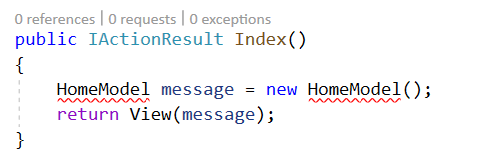 0 references | 0 requests | 0 exceptions
public IActionResult Index()
{
    HomeModel message = new HomeModel();
    return View(message);
}